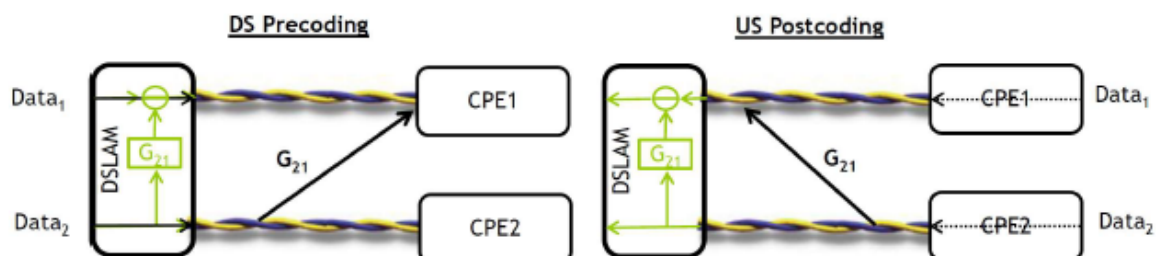 DS Precoding
Data1
DSLAM
G21
G21
CPE1
Data2
CPE2
US Postcoding
DSLAM
G21
G21
CPE1
Data1
CPE2
Data2